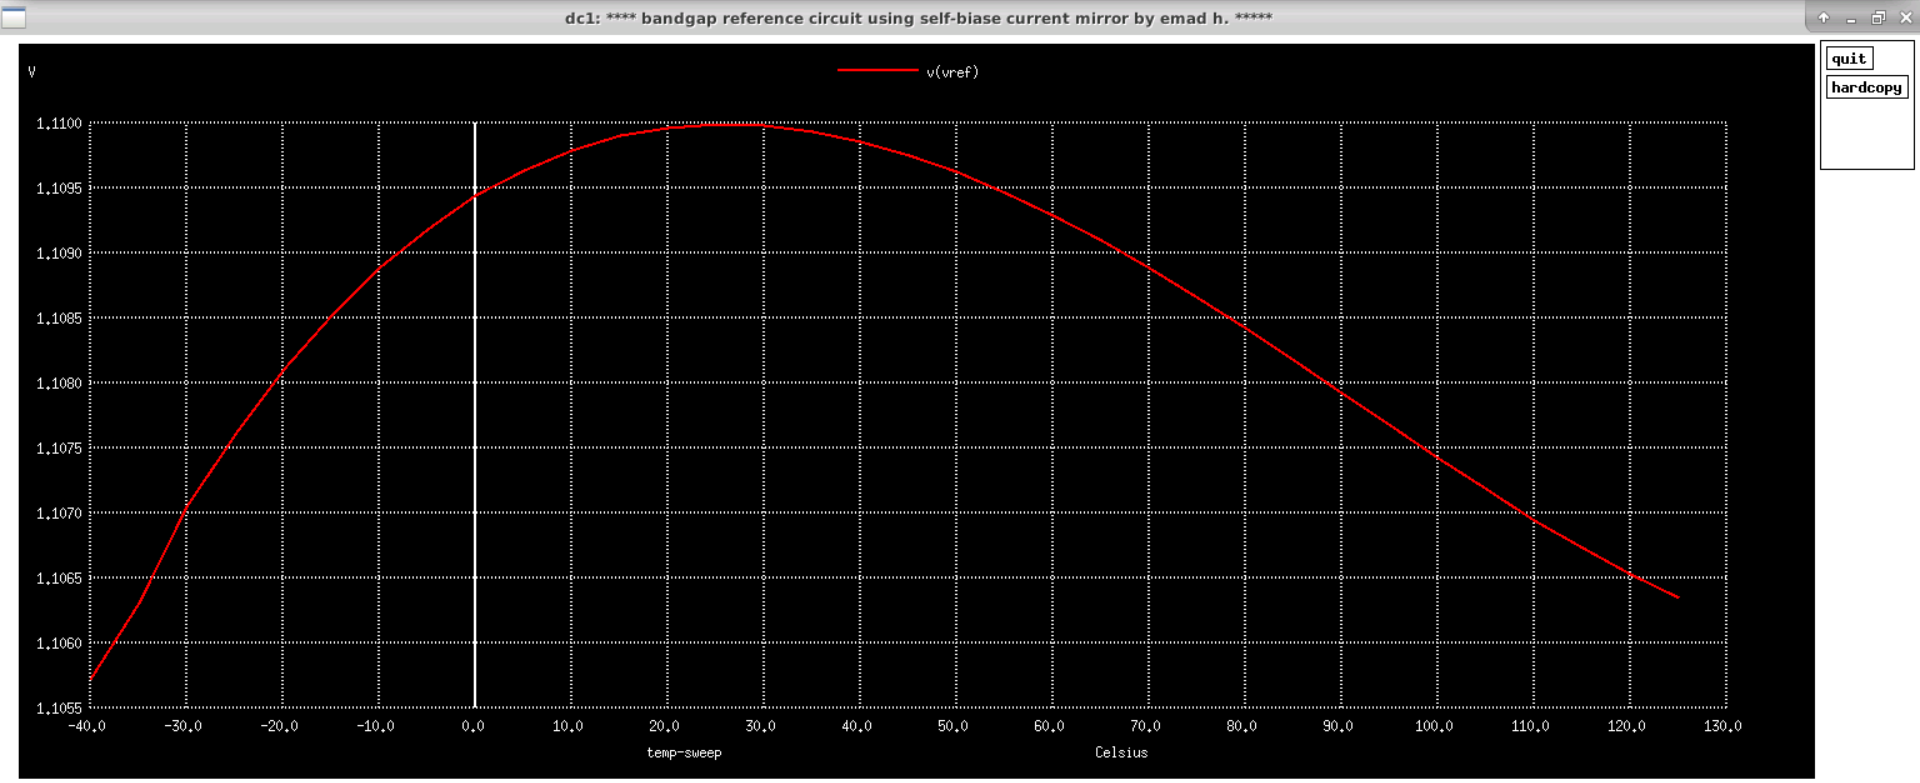 dc1: **** bandgap reference circuit using self-biase current mirror by emad h. *****
quit
hardcopy
V
v(vref)
1.1100
1.1095
1.1090
1.1085
1.1080
1.1075
1.1070
1.1065
1.1060
1.1055
-40.0 -30.0 -20.0 -10.0 0.0 10.0 20.0 30.0 40.0 50.0 60.0 70.0 80.0 90.0 100.0 110.0 120.0 130.0
temp-sweep Celsius